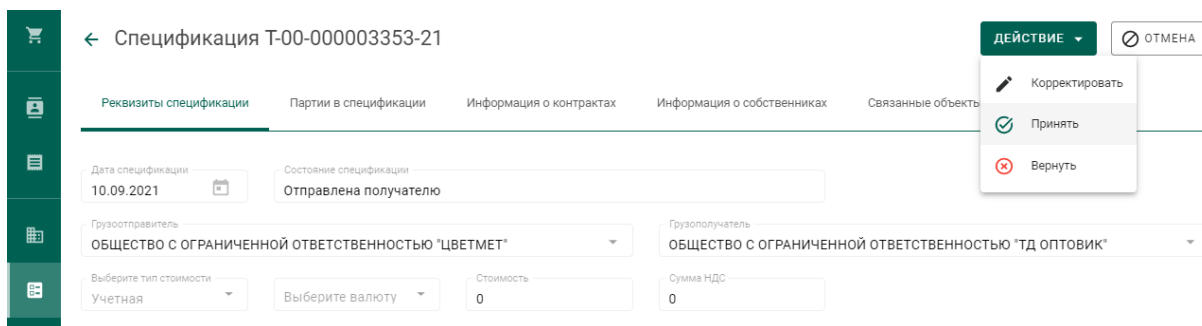 Спецификация Т-00-000003353-21
ДЕЙСТВИЕ
ОТМЕНА
Корректировать
Принять
Вернуть
Реквизиты спецификации
Партии в спецификации
Информация о контрактах
Информация о собственниках
Связанные объекты
Дата спецификации
10.09.2021
Состояние спецификации
Отправлена получателю
Грузоотправитель
ОБЩЕСТВО С ОГРАНИЧЕННОЙ ОТВЕТСТВЕННОСТЬЮ "ЦВЕТМЕТ"
Грузополучатель
ОБЩЕСТВО С ОГРАНИЧЕННОЙ ОТВЕТСТВЕННОСТЬЮ "ТД ОПТОВИК"
Выберите тип стоимости
Учетная
Выберите валюту
Стоимость
0
Сумма НДС
0